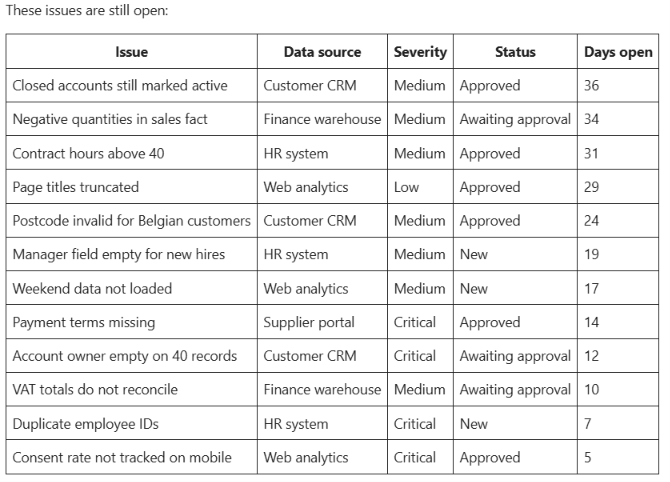 These issues are still open:
Issue Data source Severity Status Days open
Closed accounts still marked active Customer CRM Medium Approved 36
Negative quantities in sales fact Finance warehouse Medium Awaiting approval 34
Contract hours above 40 HR system Medium Approved 31
Page titles truncated Web analytics Low Approved 29
Postcode invalid for Belgian customers Customer CRM Medium Approved 24
Manager field empty for new hires HR system Medium New 19
Weekend data not loaded Web analytics Medium New 17
Payment terms missing Supplier portal Critical Approved 14
Account owner empty on 40 records Customer CRM Critical Awaiting approval 12
VAT totals do not reconcile Finance warehouse Medium Awaiting approval 10
Duplicate employee IDs HR system Critical New 7
Consent rate not tracked on mobile Web analytics Critical Approved 5